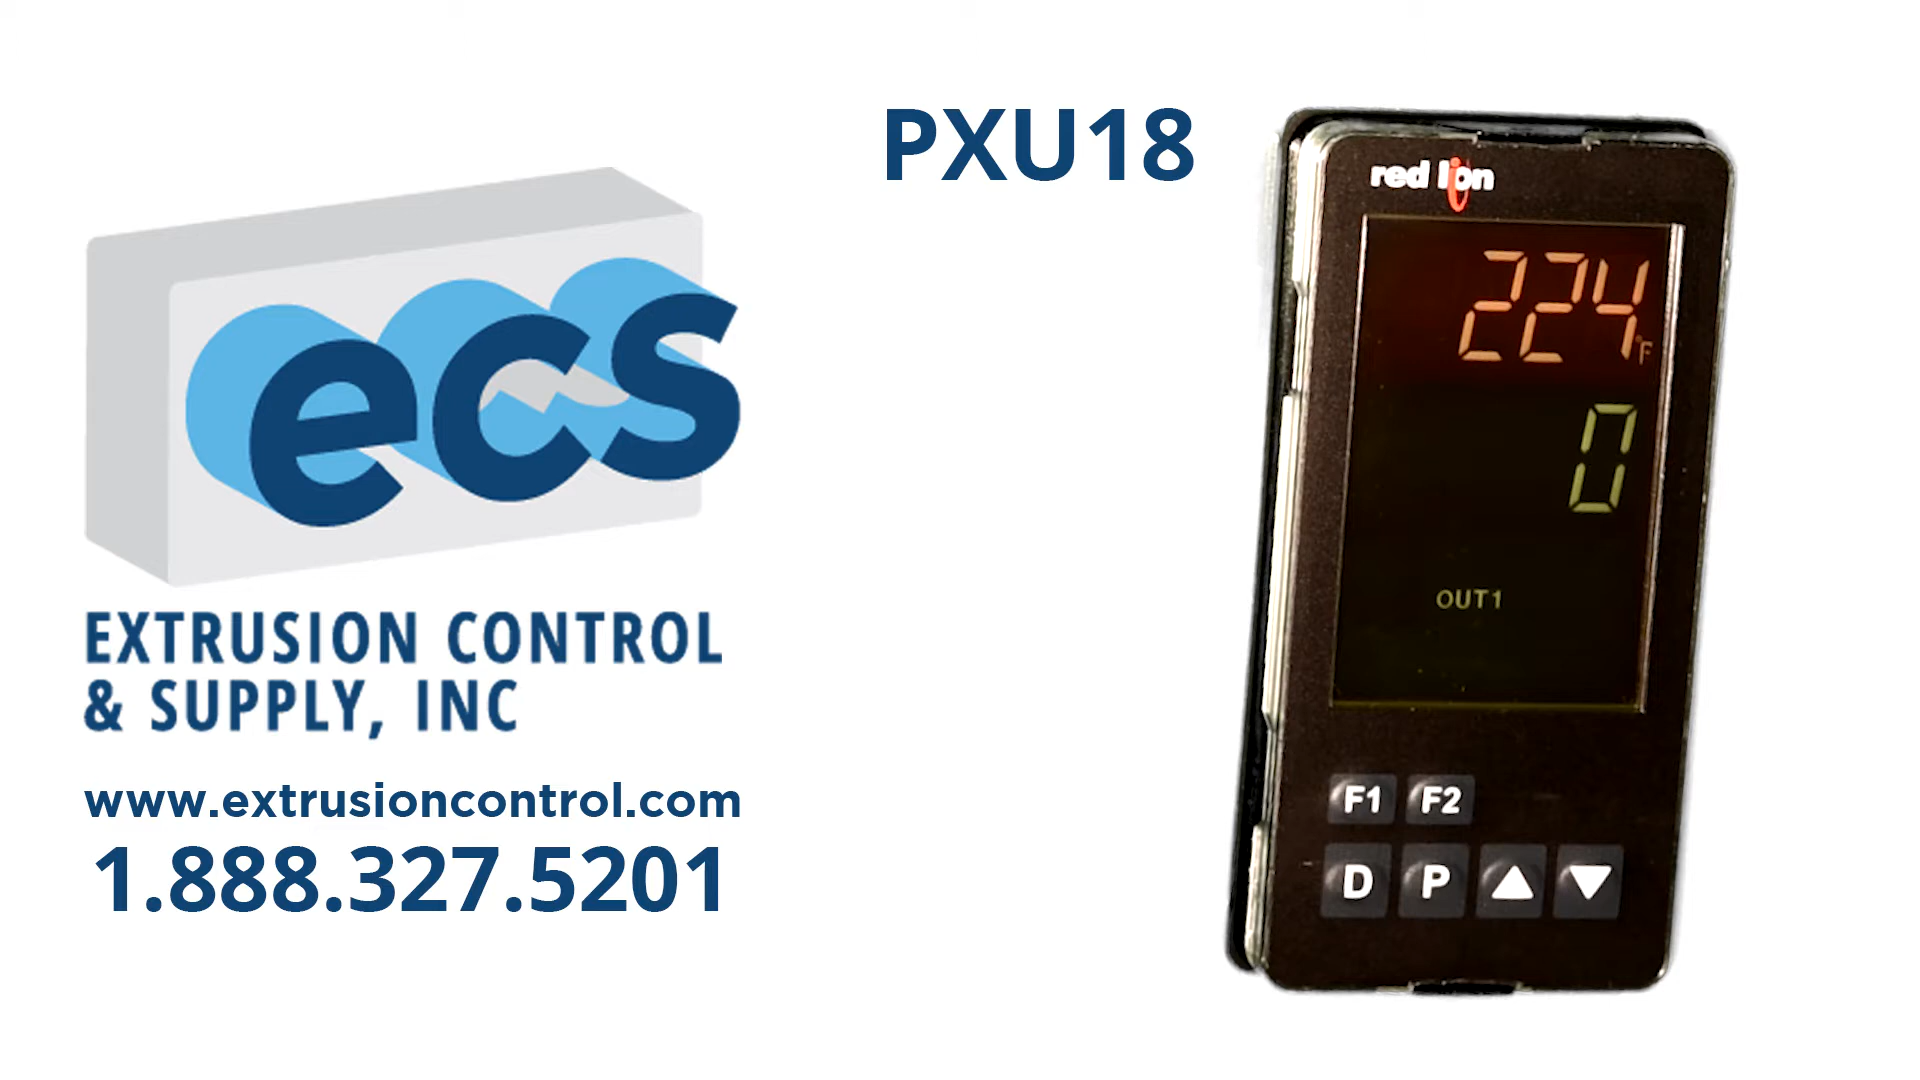 ecs
EXTRUSION CONTROL
& SUPPLY, INC
www.extrusioncontrol.com
1.888.327.5201
PXU18
red lion
224°F
0
OUT1
F1 F2
D P